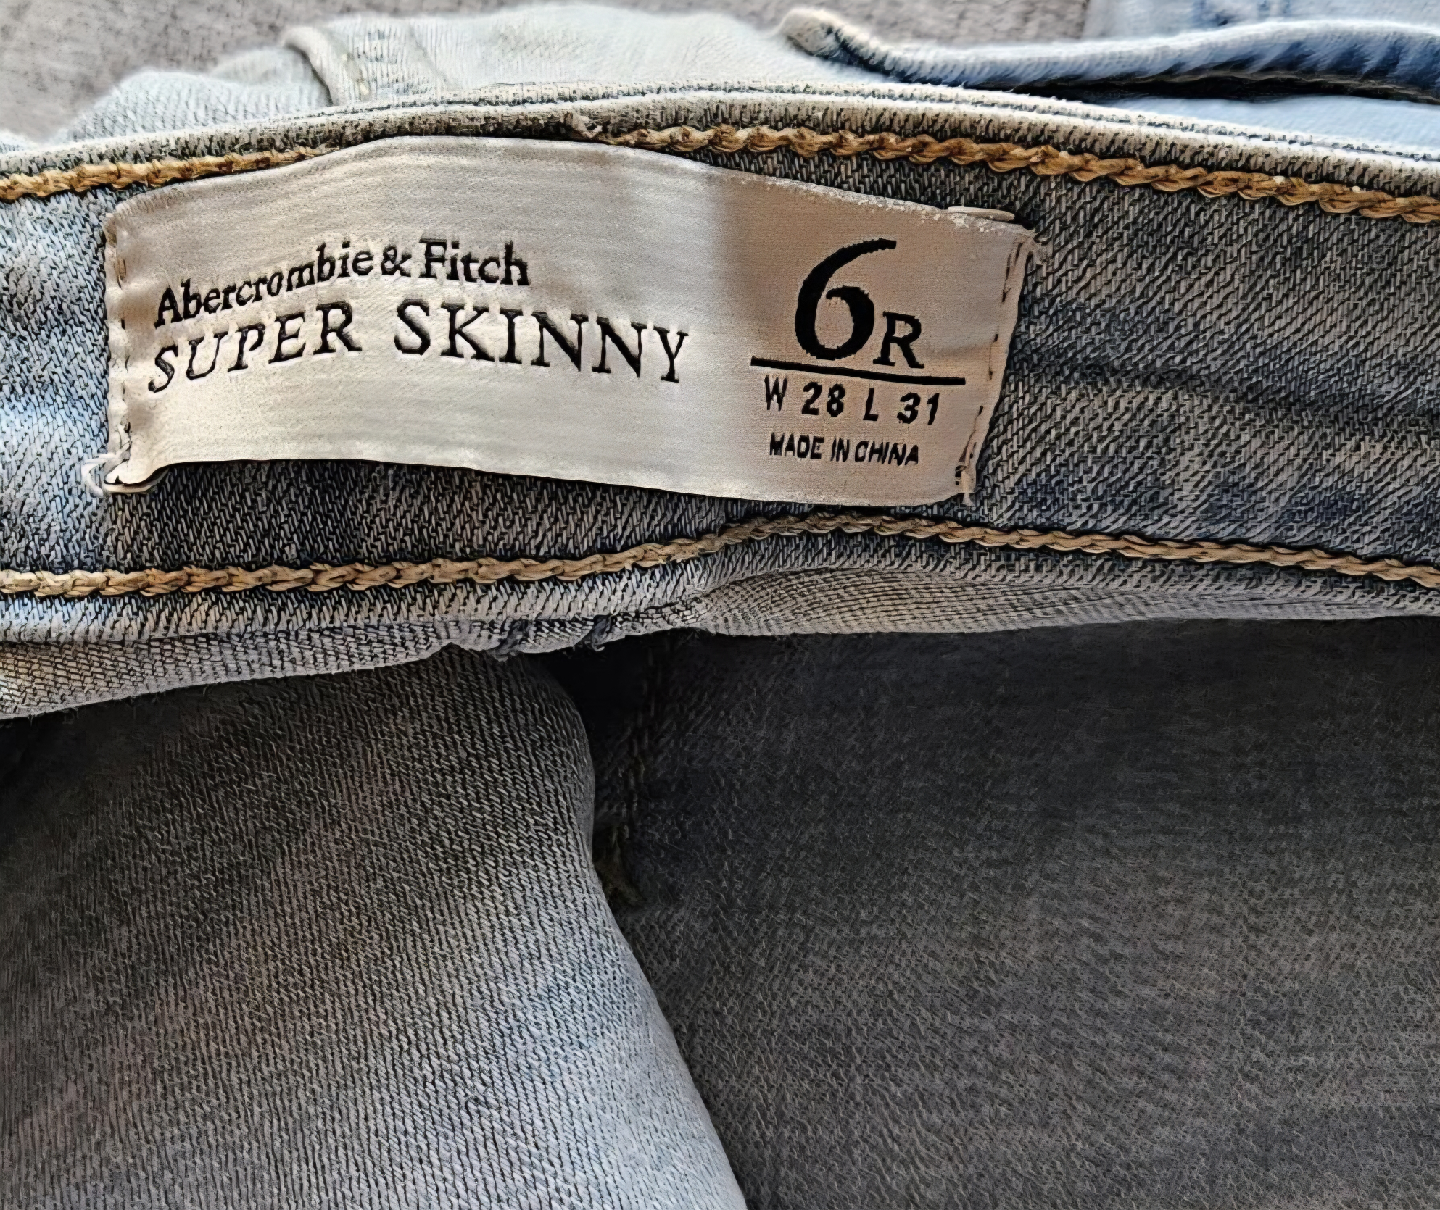 Abercrombie & Fitch
SUPER SKINNY
6R
W 28 L 31
MADE IN CHINA